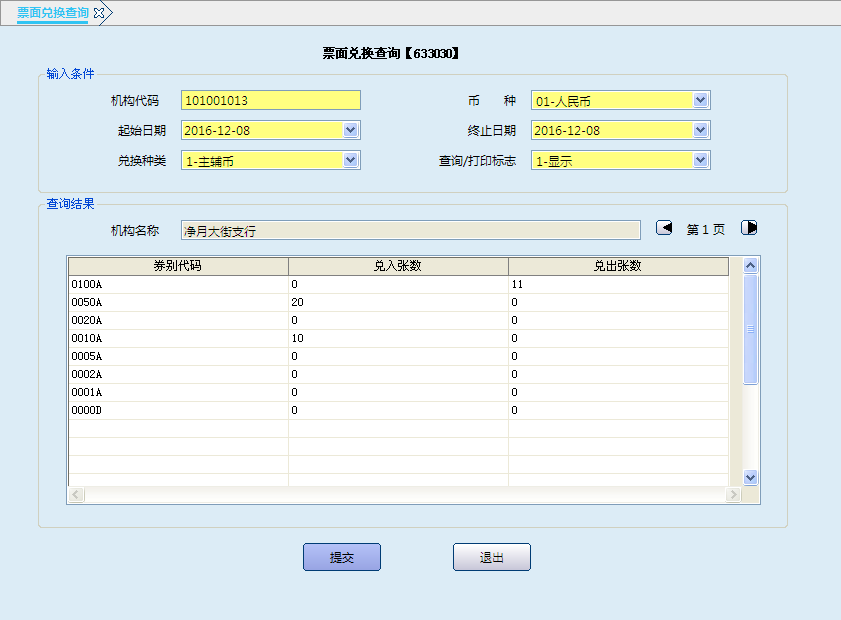 票面兑换查询
票面兑换查询【633030】
输入条件
机构代码 101001013 币 种 01-人民币
起始日期 2016-12-08 终止日期 2016-12-08
兑换种类 1-主辅币 查询/打印标志 1-显示
查询结果
机构名称 净月大街支行 第 1 页
券别代码 兑入张数 兑出张数
0100A 0 11
0050A 20 0
0020A 0 0
0010A 10 0
0005A 0 0
0002A 0 0
0001A 0 0
0000D 0 0
提交 退出